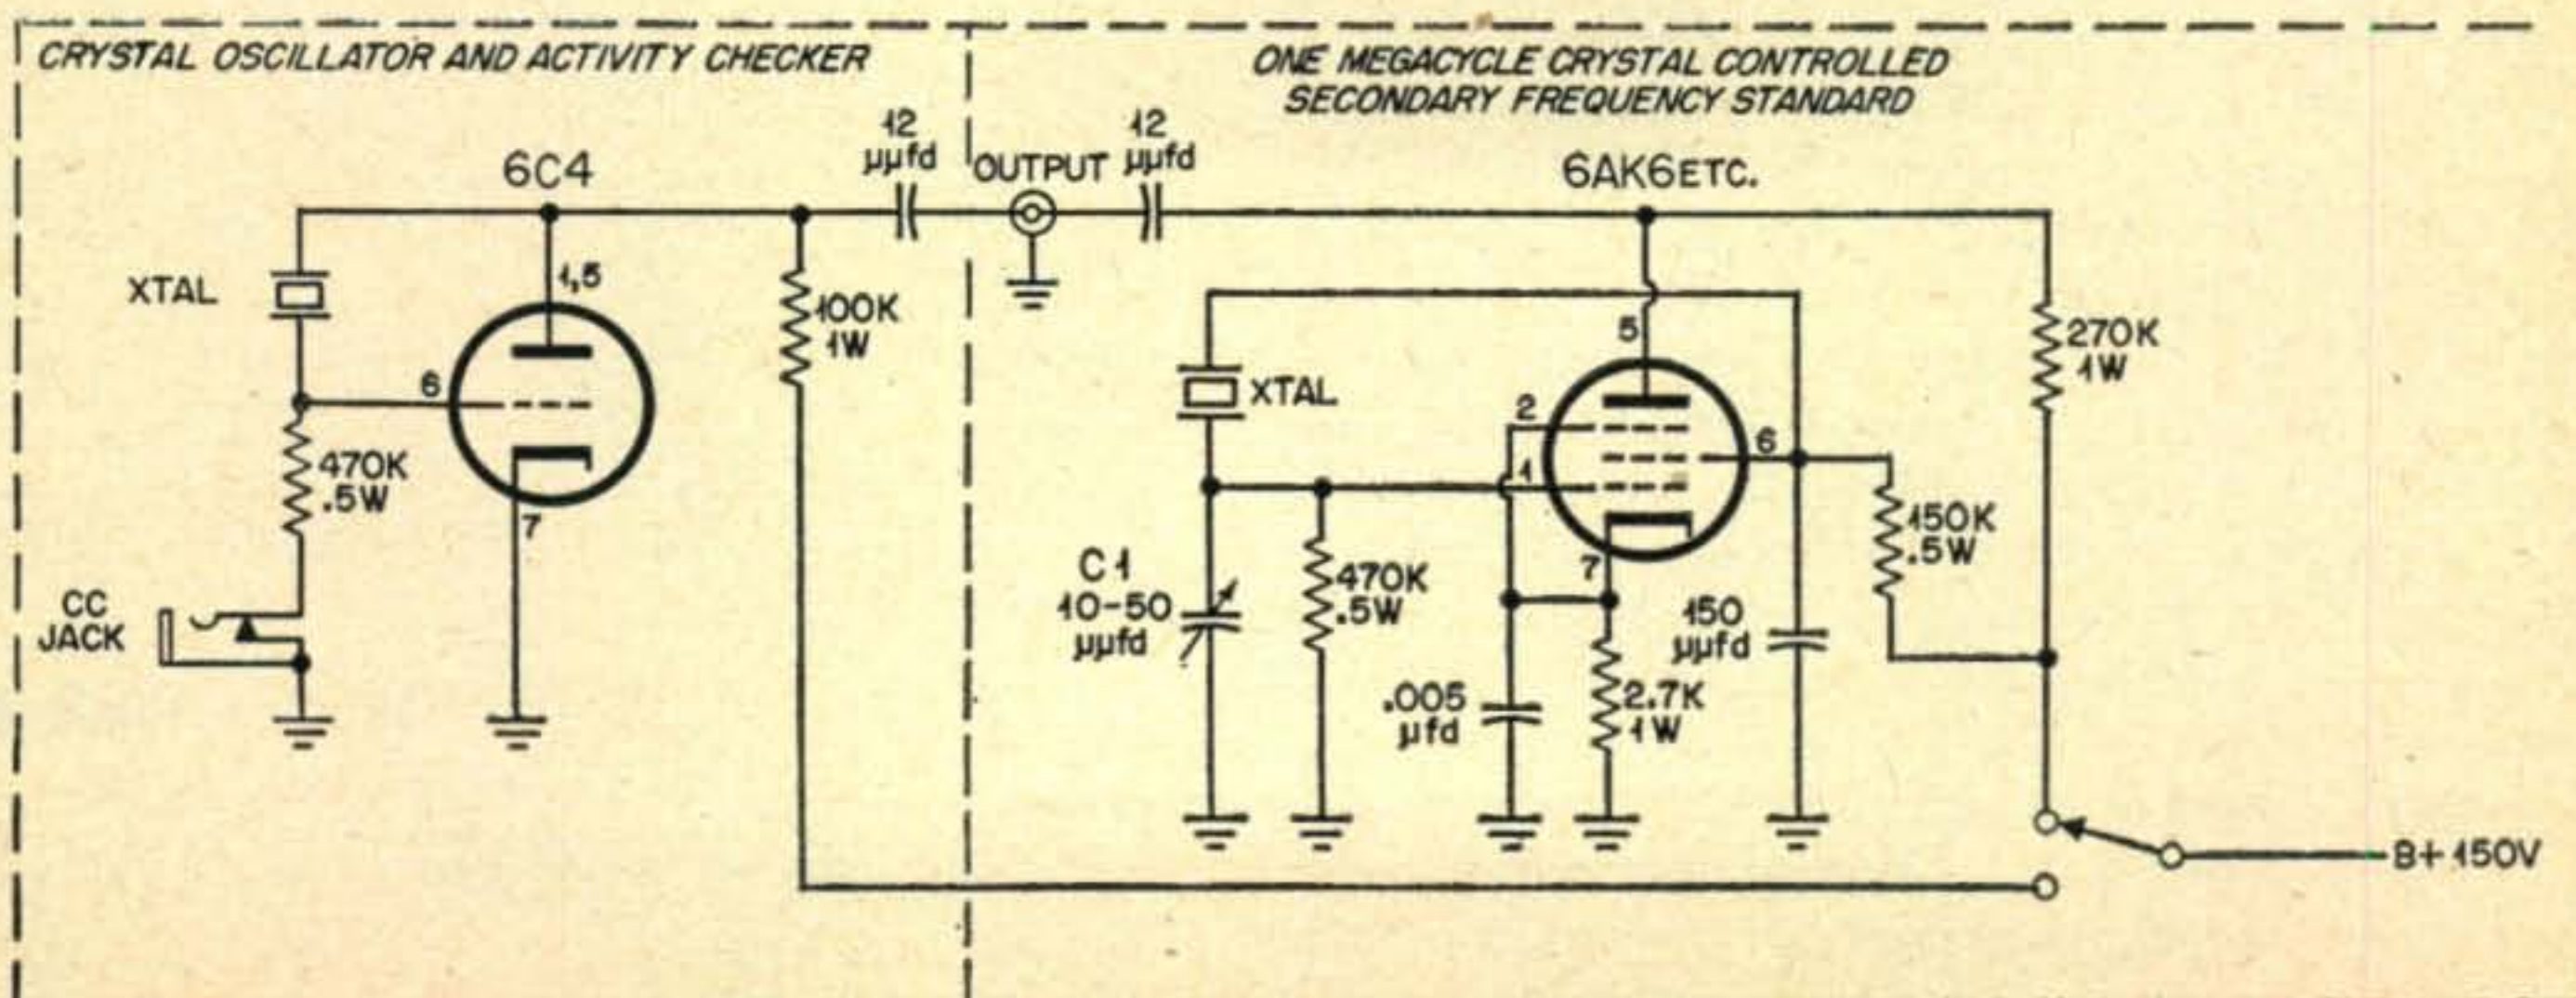 CRYSTAL OSCILLATOR AND ACTIVITY CHECKER
ONE MEGACYCLE CRYSTAL CONTROLLED
SECONDARY FREQUENCY STANDARD
6C4
12
µµfd
OUTPUT
12
µµfd
6AK6 ETC.
XTAL
1,5
6
7
100K
1W
470K
.5W
CC
JACK
XTAL
5
2
1
6
7
270K
1W
150K
.5W
C1
10-50
µµfd
470K
.5W
.005
µfd
2.7K
1W
150
µµfd
B+ 150V